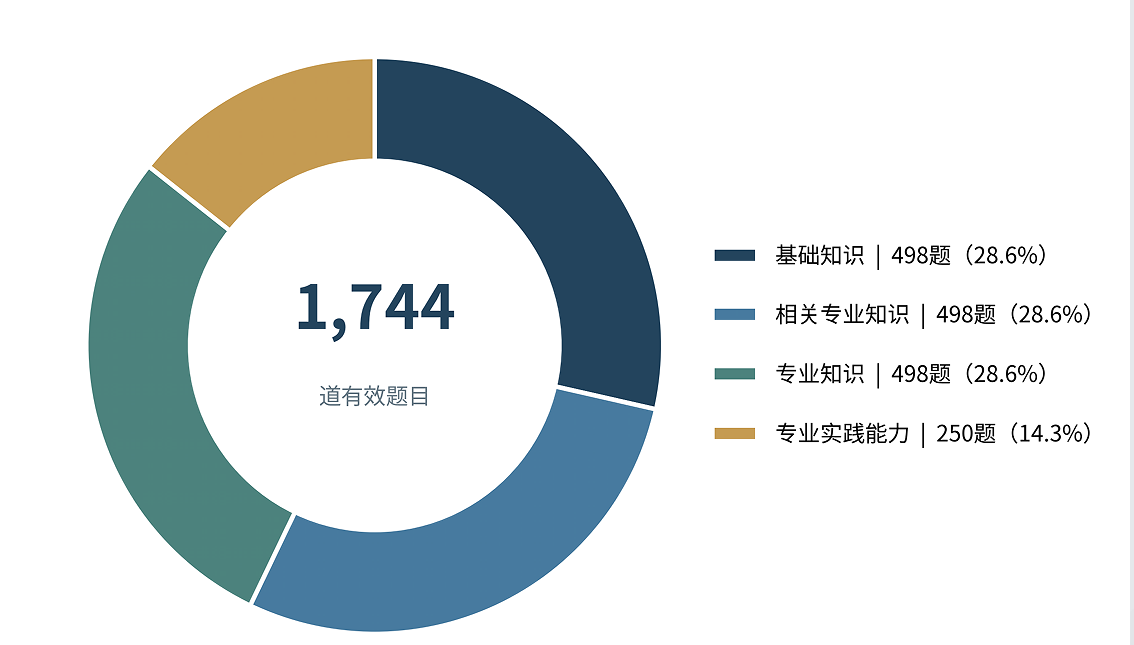 1,744
道有效题目
基础知识 | 498题（28.6%）
相关专业知识 | 498题（28.6%）
专业知识 | 498题（28.6%）
专业实践能力 | 250题（14.3%）